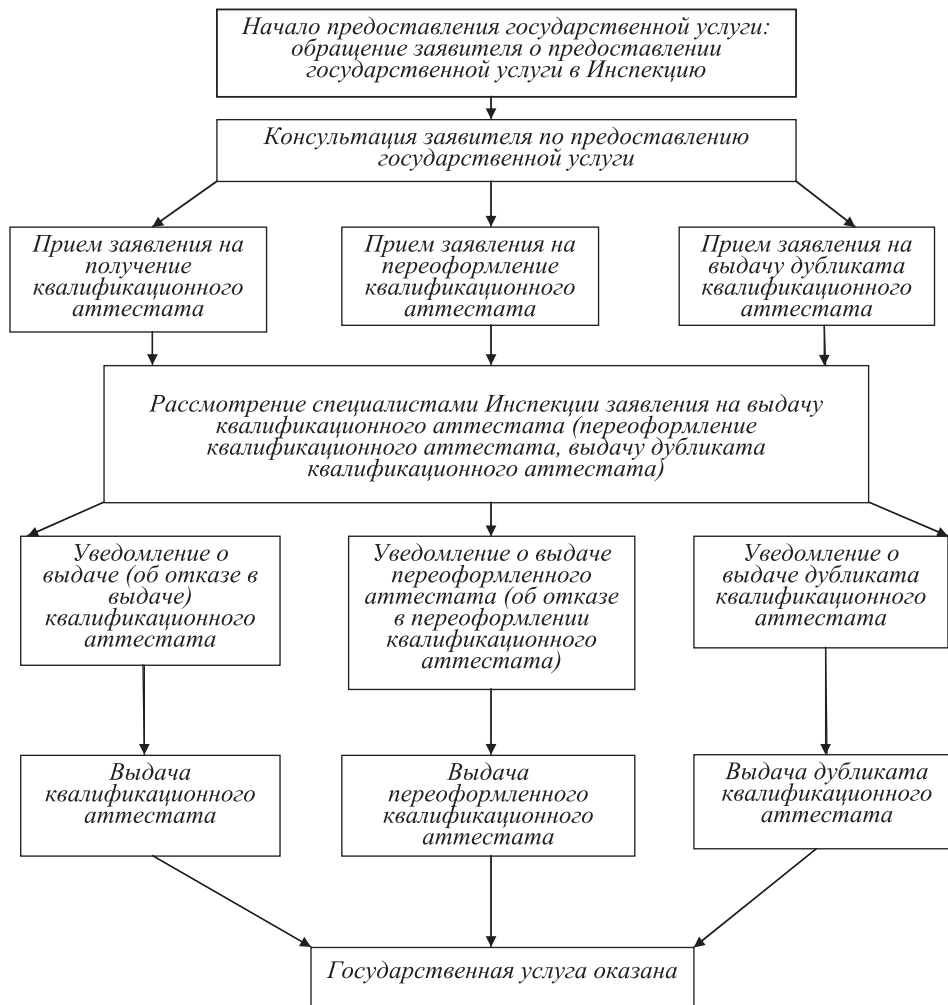 Начало предоставления государственной услуги:
обращение заявителя о предоставлении
государственной услуги в Инспекцию
Консультация заявителя по предоставлению
государственной услуги
Прием заявления на
получение
квалификационного
аттестата
Прием заявления на
переоформление
квалификационного
аттестата
Прием заявления на
выдачу дубликата
квалификационного
аттестата
Рассмотрение специалистами Инспекции заявления на выдачу
квалификационного аттестата (переоформление
квалификационного аттестата, выдачу дубликата
квалификационного аттестата)
Уведомление о
выдаче (об отказе в
выдаче)
квалификационного
аттестата
Уведомление о выдаче
переоформленного
аттестата (об отказе
в переоформлении
квалификационного
аттестата)
Уведомление о
выдаче дубликата
квалификационного
аттестата
Выдача
квалификационного
аттестата
Выдача
переоформленного
квалификационного
аттестата
Выдача дубликата
квалификационного
аттестата
Государственная услуга оказана